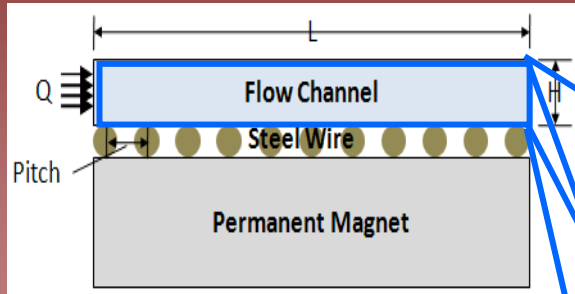 L
Q
Flow Channel
H
Steel Wire
Pitch
Permanent Magnet